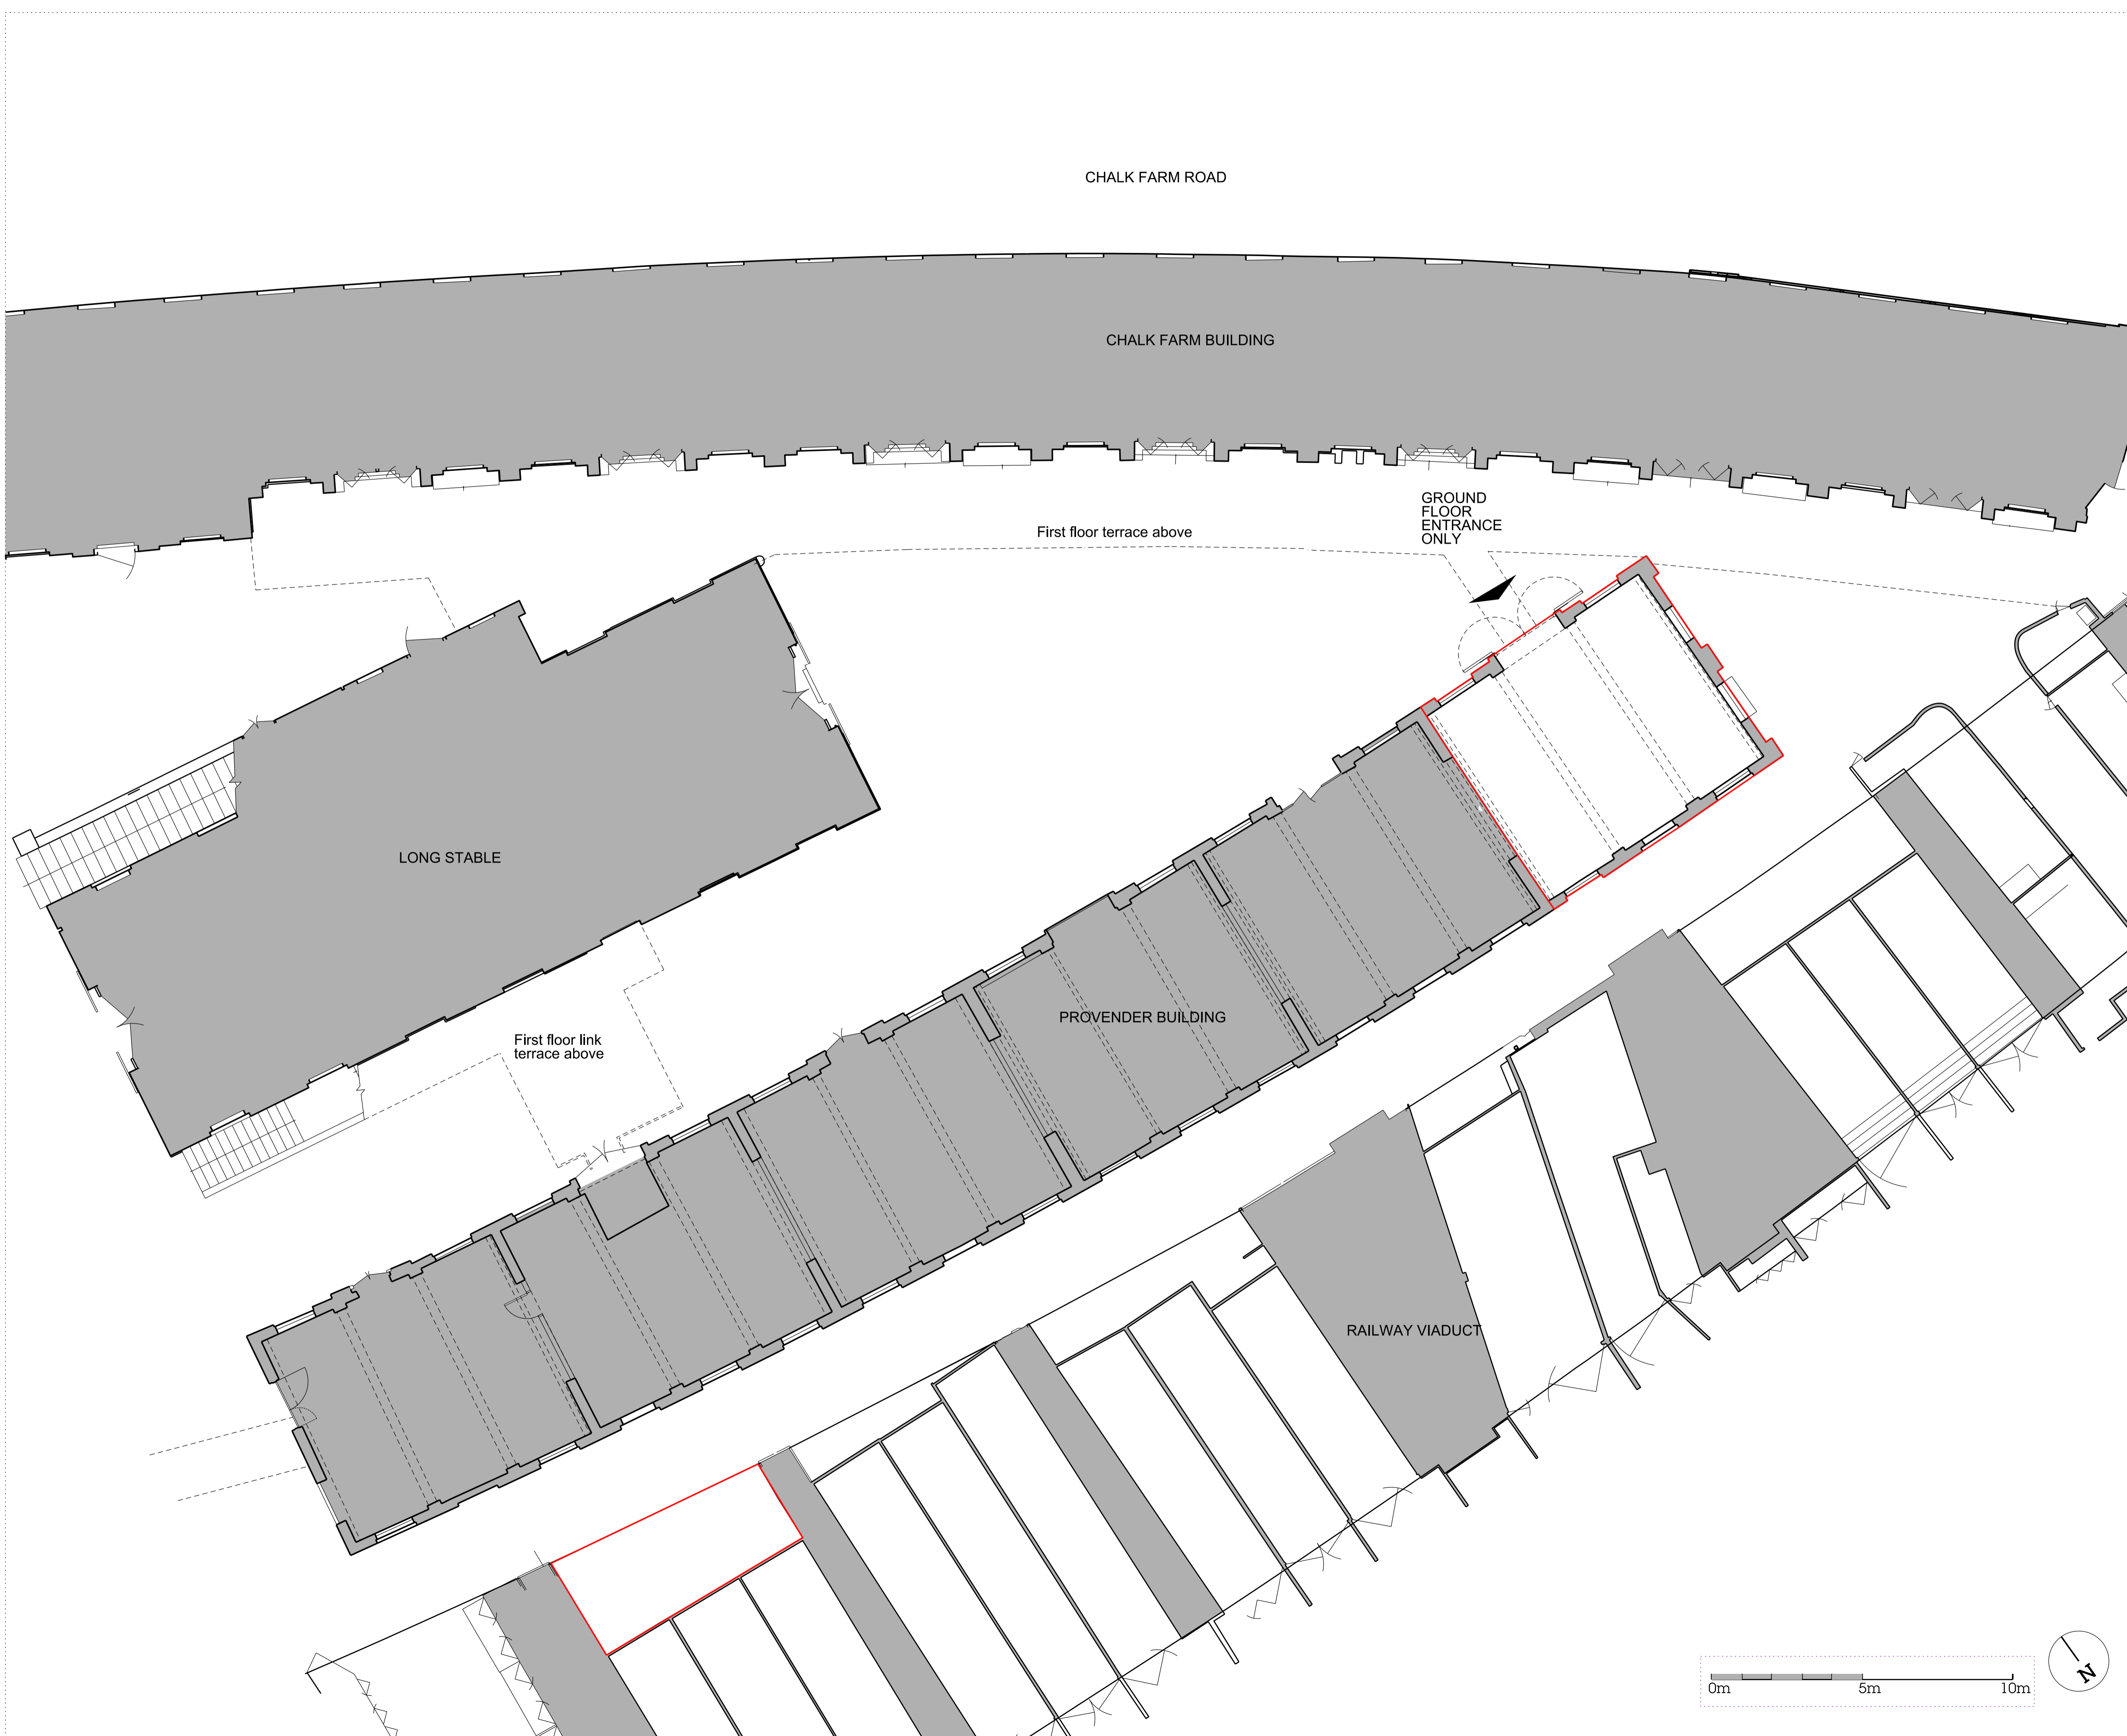 CHALK FARM ROAD
CHALK FARM BUILDING
GROUND
FLOOR
ENTRANCE
ONLY
First floor terrace above
LONG STABLE
PROVENDER BUILDING
First floor link
terrace above
RAILWAY VIADUCT
0m 5m 10m
N